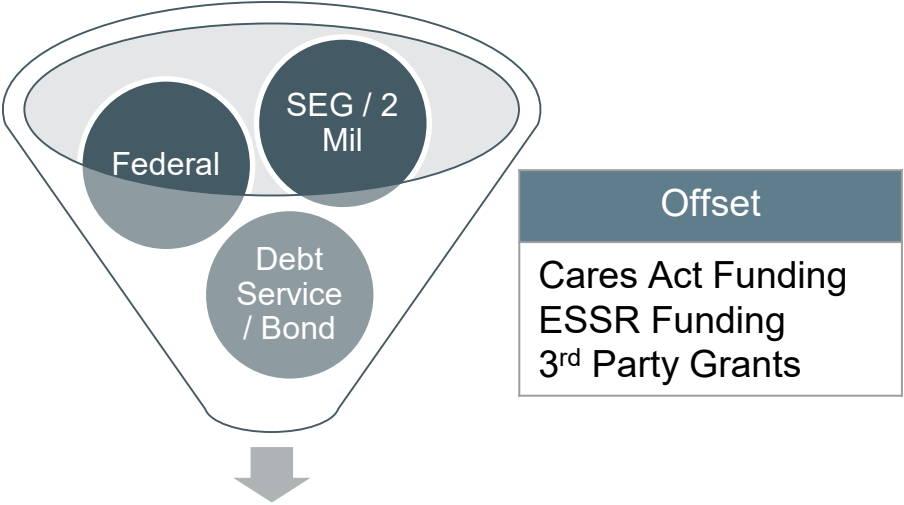 SEG / 2
Mil
Federal
Debt
Service
/ Bond
Offset
Cares Act Funding
ESSR Funding
3rd Party Grants